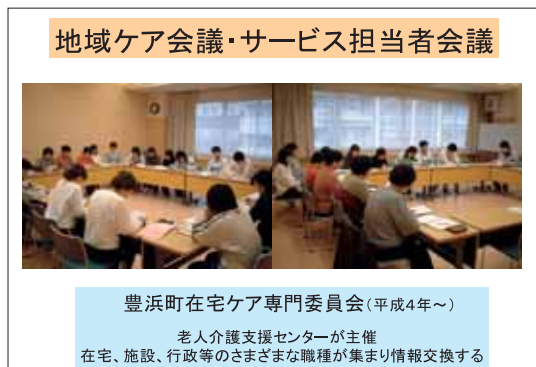 地域ケア会議・サービス担当者会議
豊浜町在宅ケア専門委員会(平成4年～)
老人介護支援センターが主催
在宅、施設、行政等のさまざまな職種が集まり情報交換する